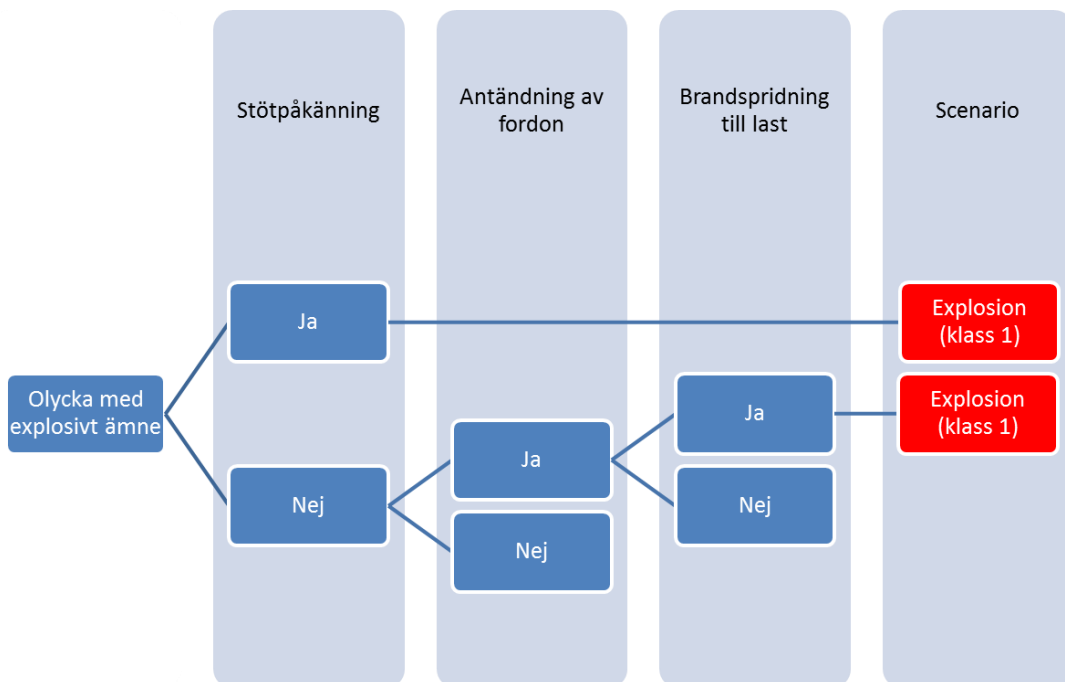 Stötpåkänning
Antändning av
fordon
Brandspridning
till last
Scenario
Ja
Explosion
(klass 1)
Olycka med
explosivt ämne
Ja
Explosion
(klass 1)
Ja
Nej
Nej
Nej